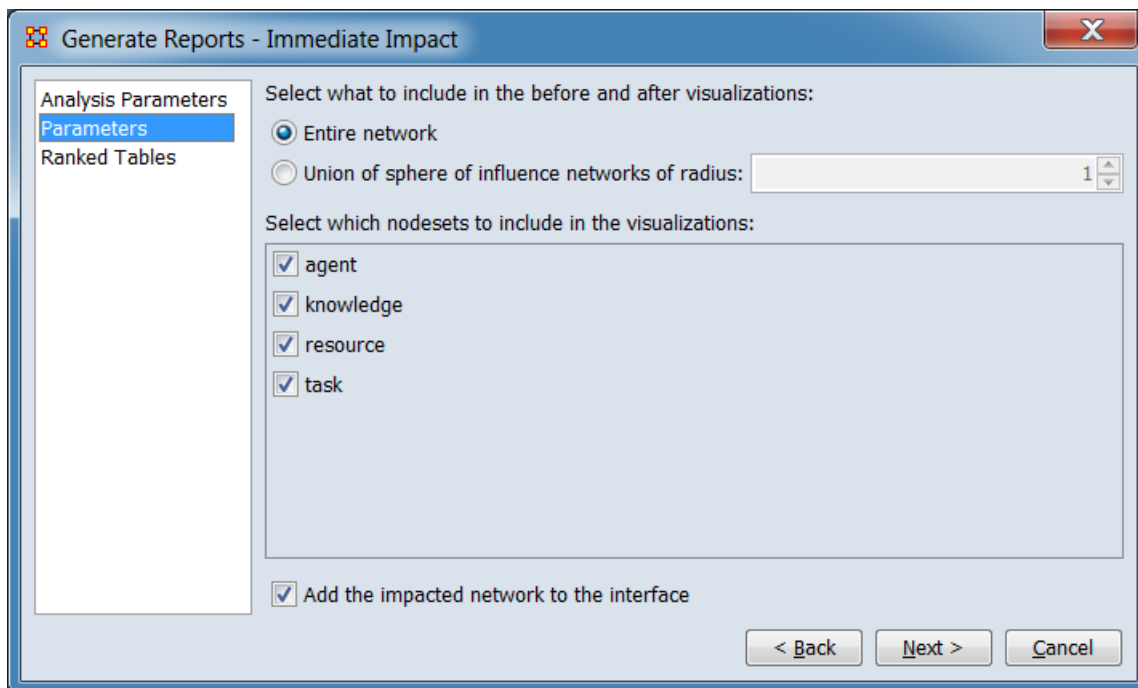 Generate Reports - Immediate Impact
X
Analysis Parameters
Parameters
Ranked Tables
Select what to include in the before and after visualizations:
Entire network
Union of sphere of influence networks of radius: 1
Select which nodesets to include in the visualizations:
agent
knowledge
resource
task
Add the impacted network to the interface
< Back Next > Cancel